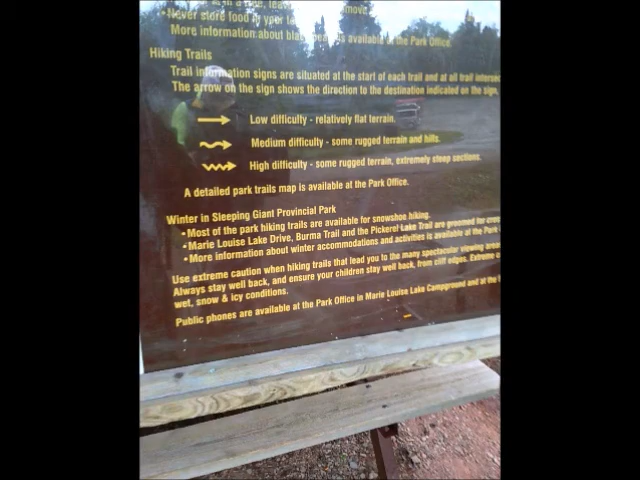 Never store food in your
More information about black bears is available at the Park Office.
Hiking Trails
Trail information signs are situated at the start of each trail and at all trail
The arrow on the sign shows the direction to the destination indicated on the sign.
Low difficulty - relatively flat terrain.
Medium difficulty - some rugged terrain and hills.
High difficulty - some rugged terrain, extremely steep sections.
A detailed park trails map is available at the Park Office.
Winter in Sleeping Giant Provincial Park
• Most of the park hiking trails are available for snowshoe hiking.
• Marie Louise Lake Drive, Burma Trail and the Pickerel Lake Trail are groomed for
• More information about winter accommodations and activities is available at the Park
Use extreme caution when hiking trails that lead you to the many spectacular viewing
Always stay well back, and ensure your children stay well back, from cliff edges. Extreme
wet, snow & icy conditions.
Public phones are available at the Park Office in Marie Louise Lake Campground and at the